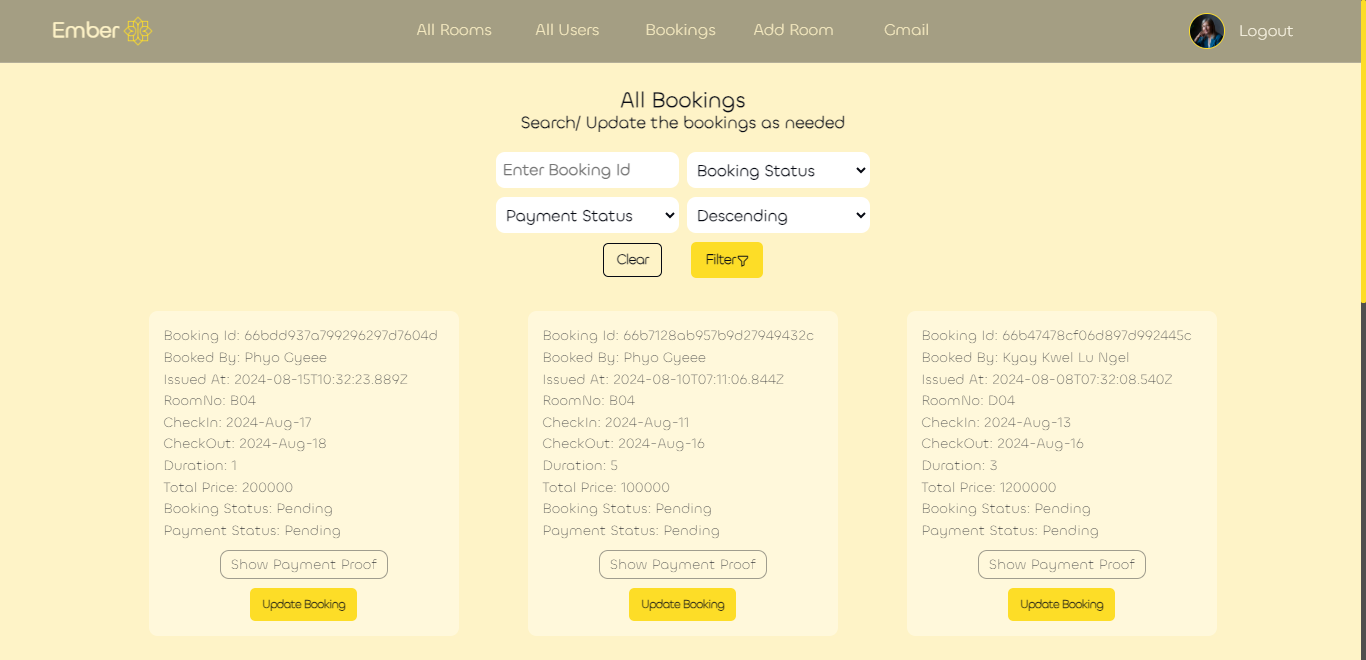 Ember
All Rooms All Users Bookings Add Room Gmail Logout
All Bookings
Search/ Update the bookings as needed
Enter Booking Id Booking Status
Payment Status Descending
Clear Filter
Booking Id: 66bdd937a799296297d7604d
Booked By: Phyo Gyeee
Issued At: 2024-08-15T10:32:23.889Z
RoomNo: B04
CheckIn: 2024-Aug-17
CheckOut: 2024-Aug-18
Duration: 1
Total Price: 200000
Booking Status: Pending
Payment Status: Pending
Show Payment Proof
Update Booking
Booking Id: 66b7128ab957b9d27949432c
Booked By: Phyo Gyeee
Issued At: 2024-08-10T07:11:06.844Z
RoomNo: B04
CheckIn: 2024-Aug-11
CheckOut: 2024-Aug-16
Duration: 5
Total Price: 100000
Booking Status: Pending
Payment Status: Pending
Show Payment Proof
Update Booking
Booking Id: 66b47478cf06d897d992445c
Booked By: Kyay Kwel Lu Ngel
Issued At: 2024-08-08T07:32:08.540Z
RoomNo: D04
CheckIn: 2024-Aug-13
CheckOut: 2024-Aug-16
Duration: 3
Total Price: 1200000
Booking Status: Pending
Payment Status: Pending
Show Payment Proof
Update Booking